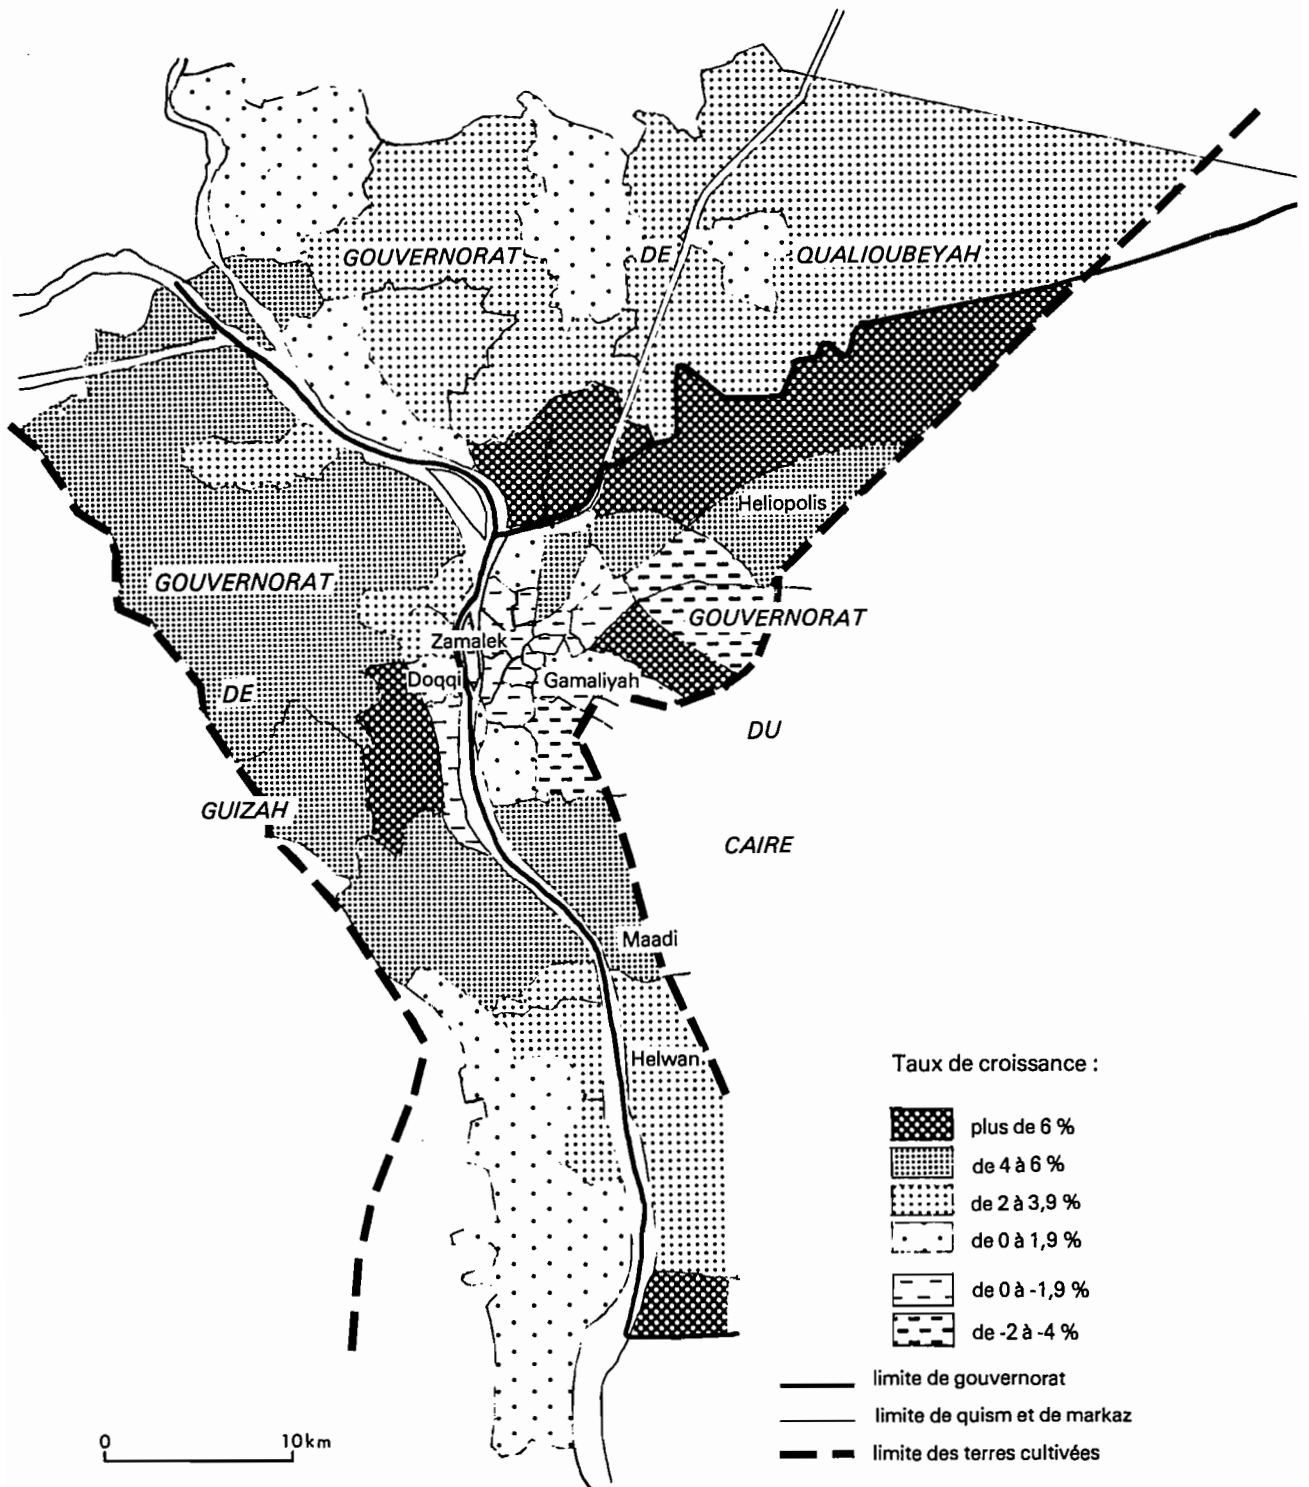 GOUVERNORAT DE QUALIOUBEYAH
Heliopolis
GOUVERNORAT
GOUVERNORAT
Zamalek
Doqqi
Gamaliyah
DE
DU
GUIZAH
CAIRE
Maadi
Helwan
Taux de croissance :
plus de 6 %
de 4 à 6 %
de 2 à 3,9 %
de 0 à 1,9 %
de 0 à -1,9 %
de -2 à -4 %
limite de gouvernorat
limite de quism et de markaz
limite des terres cultivées
0 10km